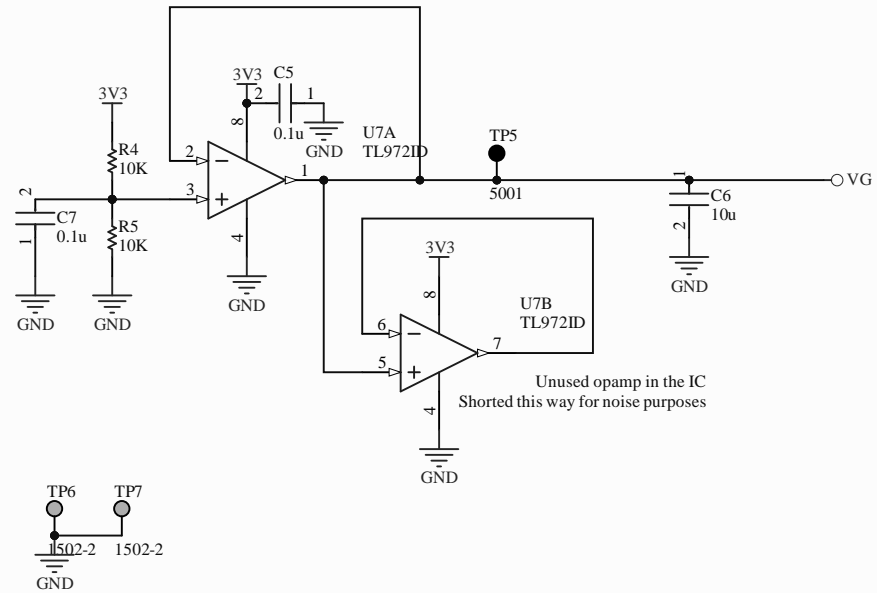 3V3
C5
2
1
0.1u
GND
8
3V3
R4
10K
U7A
TL972ID
TP5
5001
2
1
3
4
GND
2
C7
0.1u
1
GND
R5
10K
GND
1
C6
10u
2
GND
VG
3V3
8
U7B
TL972ID
6
7
5
4
GND
Unused opamp in the IC
Shorted this way for noise purposes
TP6
TP7
1502-2
1502-2
GND